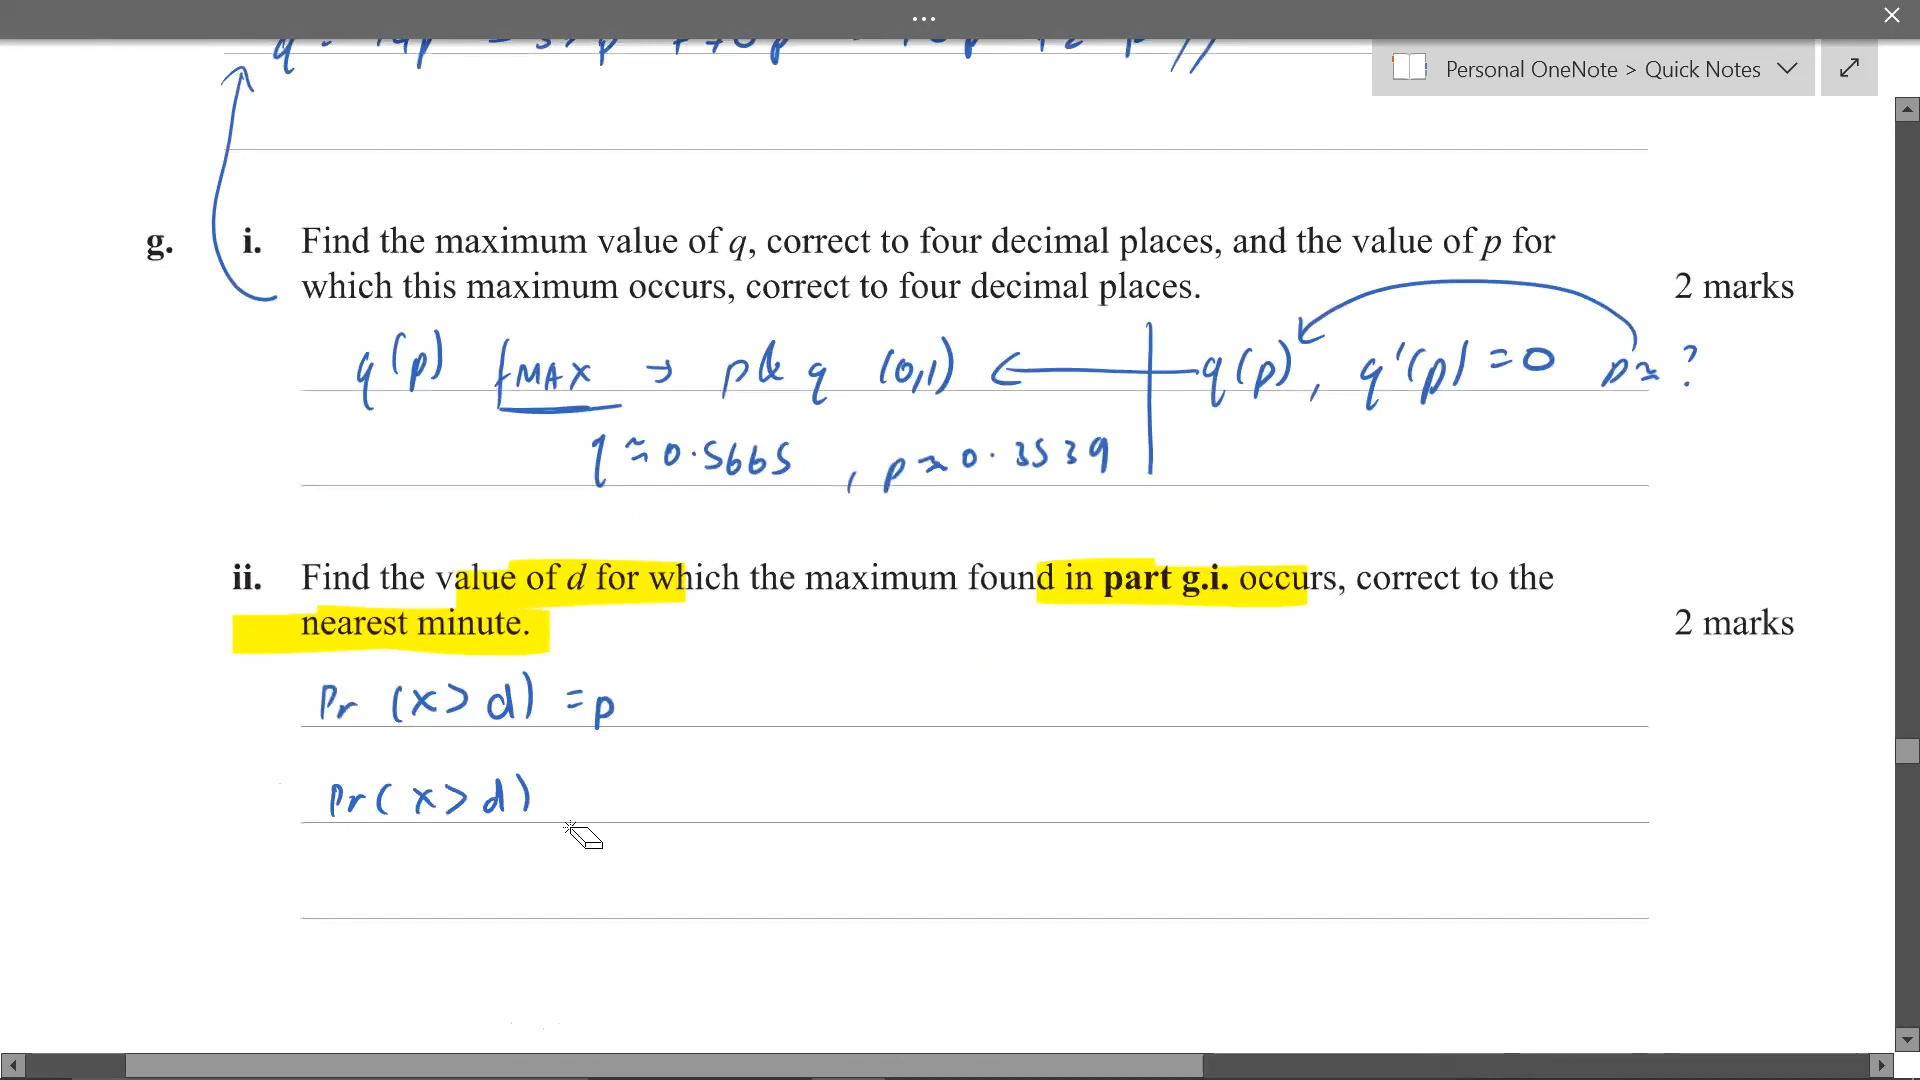 Personal OneNote > Quick Notes
g. i. Find the maximum value of q, correct to four decimal places, and the value of p for
which this maximum occurs, correct to four decimal places. 2 marks
q(p) fMAX → p & q (0,1) ← q(p), q'(p) = 0 p ≈ ?
q ≈ 0.5665, p ≈ 0.3539
ii. Find the value of d for which the maximum found in part g.i. occurs, correct to the
nearest minute. 2 marks
Pr (x > d) = p
Pr( x > d)